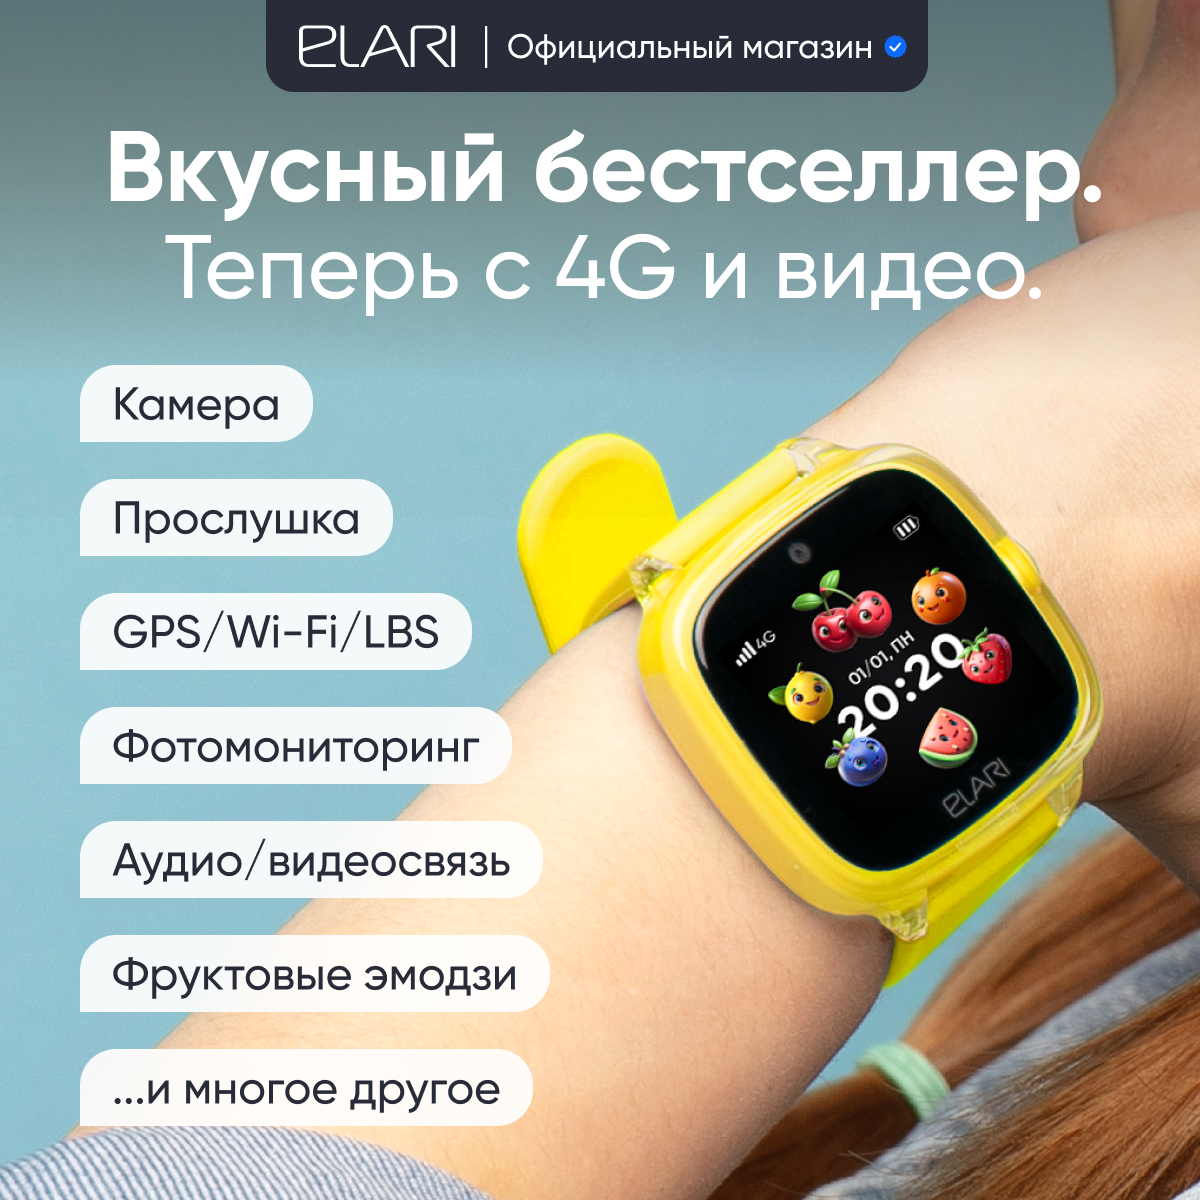 ELARI | Официальный магазин
Вкусный бестселлер.
Теперь с 4G и видео.
Камера
Прослушка
GPS/Wi-Fi/LBS
Фотомониторинг
Аудио/видеосвязь
Фруктовые эмодзи
...и многое другое
4G
01/01, ПН
20:20
ELARI